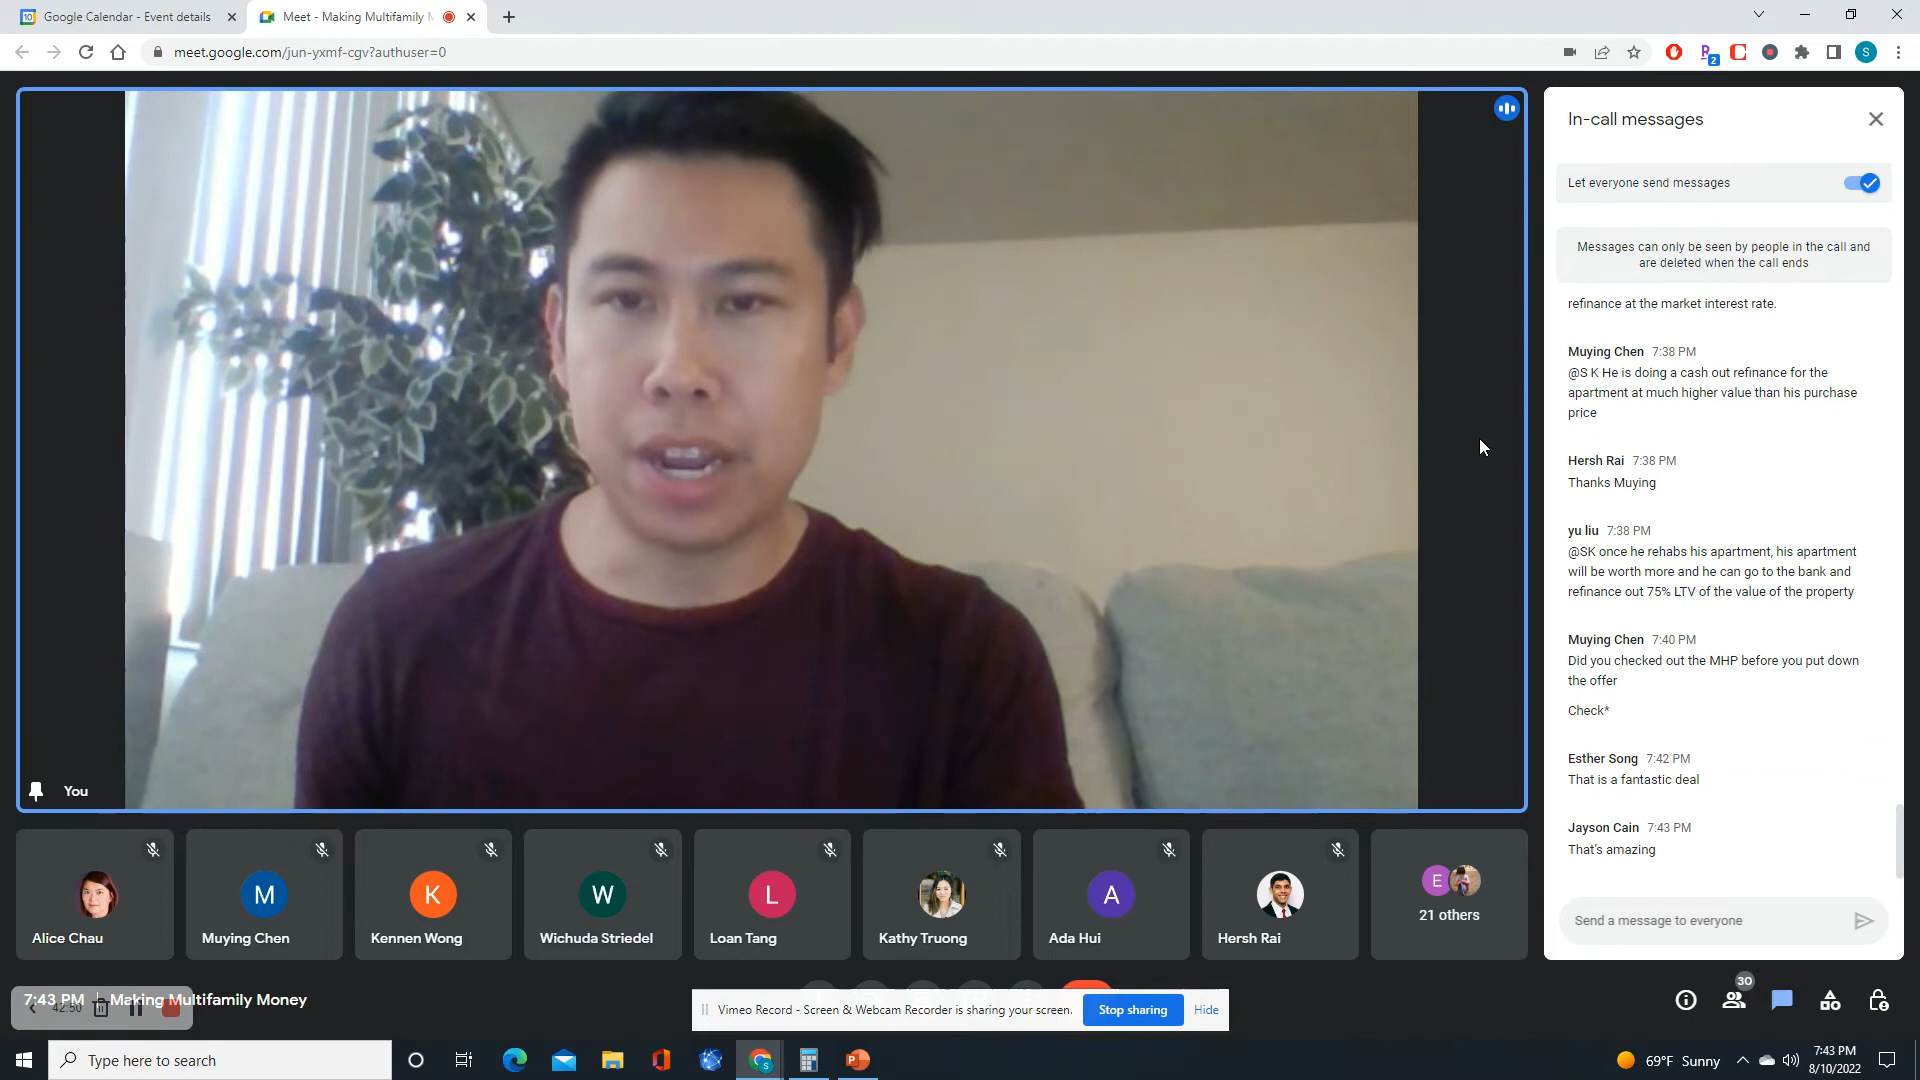 Google Calendar - Event details
Meet - Making Multifamily M
meet.google.com/jun-yxmf-cgv?authuser=0
2
S
In-call messages
Let everyone send messages
Messages can only be seen by people in the call and
are deleted when the call ends
refinance at the market interest rate.
Muying Chen 7:38 PM
@S K He is doing a cash out refinance for the
apartment at much higher value than his purchase
price
Hersh Rai 7:38 PM
Thanks Muying
yu liu 7:38 PM
@SK once he rehabs his apartment, his apartment
will be worth more and he can go to the bank and
refinance out 75% LTV of the value of the property
Muying Chen 7:40 PM
Did you checked out the MHP before you put down
the offer
Check*
Esther Song 7:42 PM
That is a fantastic deal
Jayson Cain 7:43 PM
That's amazing
Send a message to everyone
You
Alice Chau
M
Muying Chen
K
Kennen Wong
W
Wichuda Striedel
L
Loan Tang
Kathy Truong
A
Ada Hui
Hersh Rai
E
21 others
7:43 PM | Making Multifamily Money
42:50
Vimeo Record - Screen & Webcam Recorder is sharing your screen.
Stop sharing
Hide
30
Type here to search
69°F Sunny
7:43 PM
8/10/2022